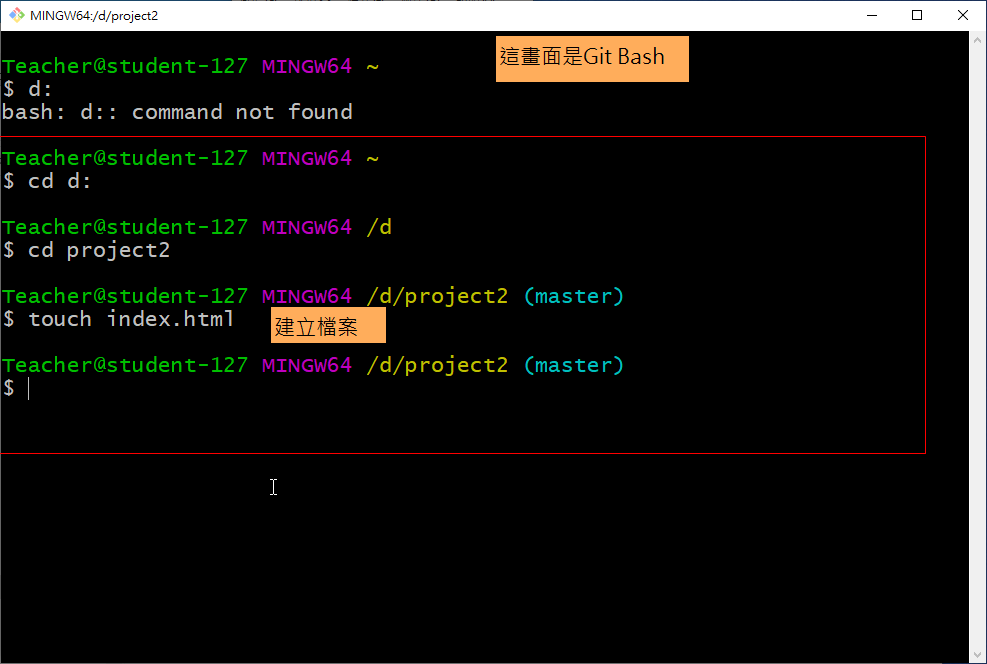 MINGW64:/d/project2
這畫面是Git Bash
Teacher@student-127 MINGW64 ~
$ d:
bash: d:: command not found
Teacher@student-127 MINGW64 ~
$ cd d:
Teacher@student-127 MINGW64 /d
$ cd project2
Teacher@student-127 MINGW64 /d/project2 (master)
$ touch index.html
建立檔案
Teacher@student-127 MINGW64 /d/project2 (master)
$